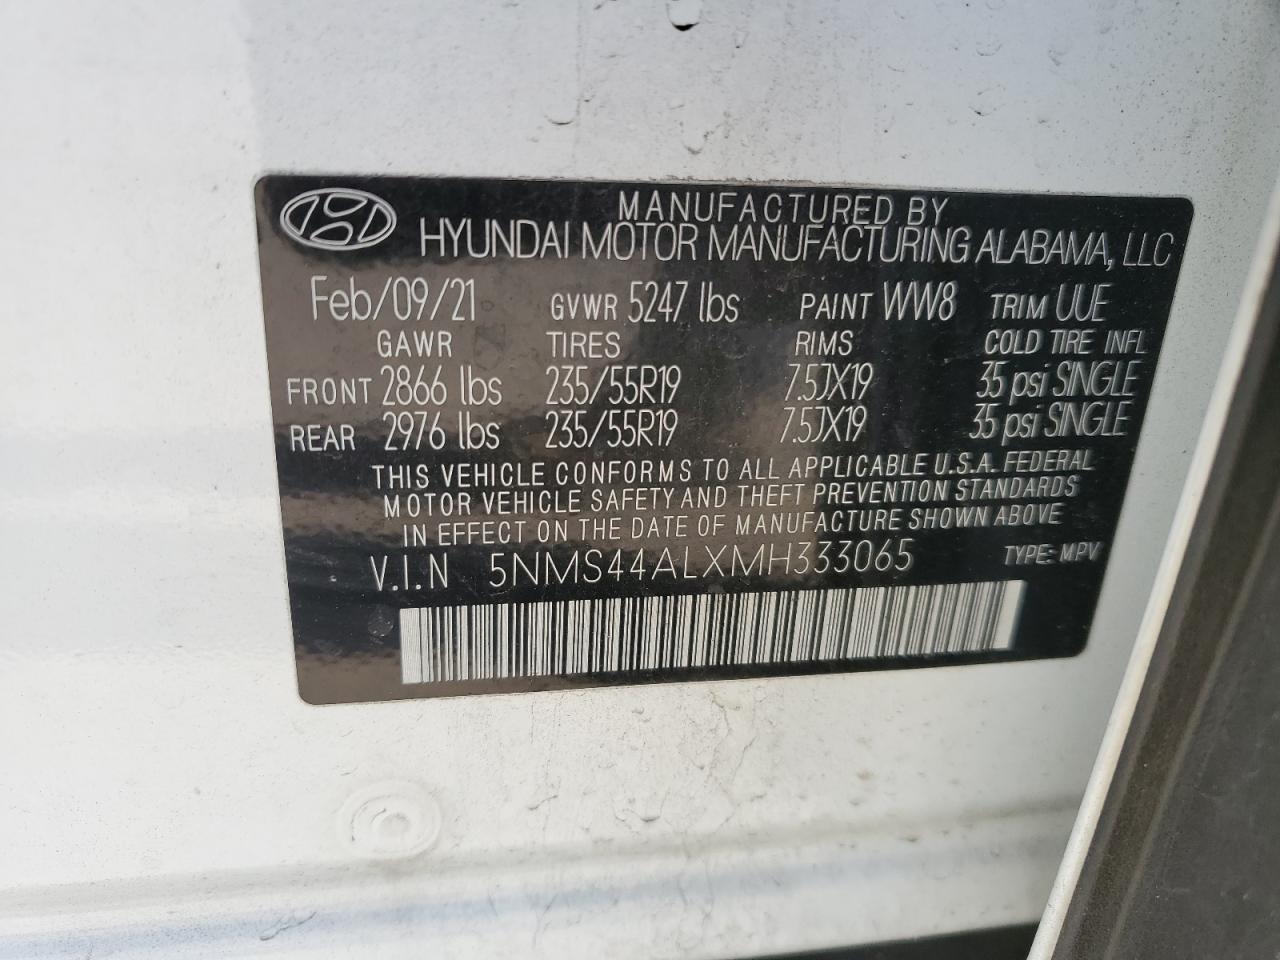 MANUFACTURED BY
HYUNDAI MOTOR MANUFACTURING ALABAMA, LLC
Feb/09/21 GVWR 5247 lbs PAINT WW8 TRIM UUE
GAWR TIRES RIMS COLD TIRE INFL
FRONT 2866 lbs 235/55R19 7.5JX19 35 psi SINGLE
REAR 2976 lbs 235/55R19 7.5JX19 35 psi SINGLE
THIS VEHICLE CONFORMS TO ALL APPLICABLE U.S.A. FEDERAL
MOTOR VEHICLE SAFETY AND THEFT PREVENTION STANDARDS
IN EFFECT ON THE DATE OF MANUFACTURE SHOWN ABOVE
V.I.N 5NMS44ALXMH333065 TYPE: MPV